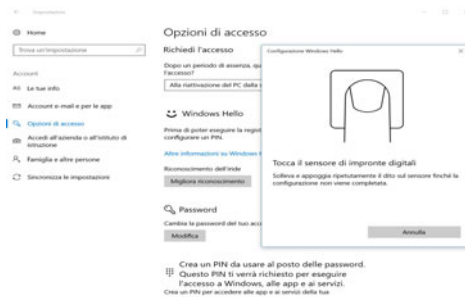 Impostazioni
Home
Trova un'impostazione
Account
Le tue info
Account e-mail e per le app
Opzioni di accesso
Accedi all'azienda o all'istituto di
istruzione
Famiglia e altre persone
Sincronizza le impostazioni
Opzioni di accesso
Richiedi l'accesso
Dopo un periodo di assenza,
l'accesso?
Alla riattivazione del PC dalla
Windows Hello
Prima di poter eseguire la
configurare un PIN.
Altre informazioni su Windows
Riconoscimento dell'iride
Migliora riconoscimento
Password
Cambia la password del tuo
Modifica
Crea un PIN da usare al posto delle password.
Questo PIN ti verrà richiesto per eseguire
l'accesso a Windows, alle app e ai servizi.
Crea un PIN per accedere alle app e ai servizi della tua
Configurazione Windows Hello
Tocca il sensore di impronte digitali
Solleva e appoggia ripetutamente il dito sul sensore finché la
configurazione non viene completata.
Annulla